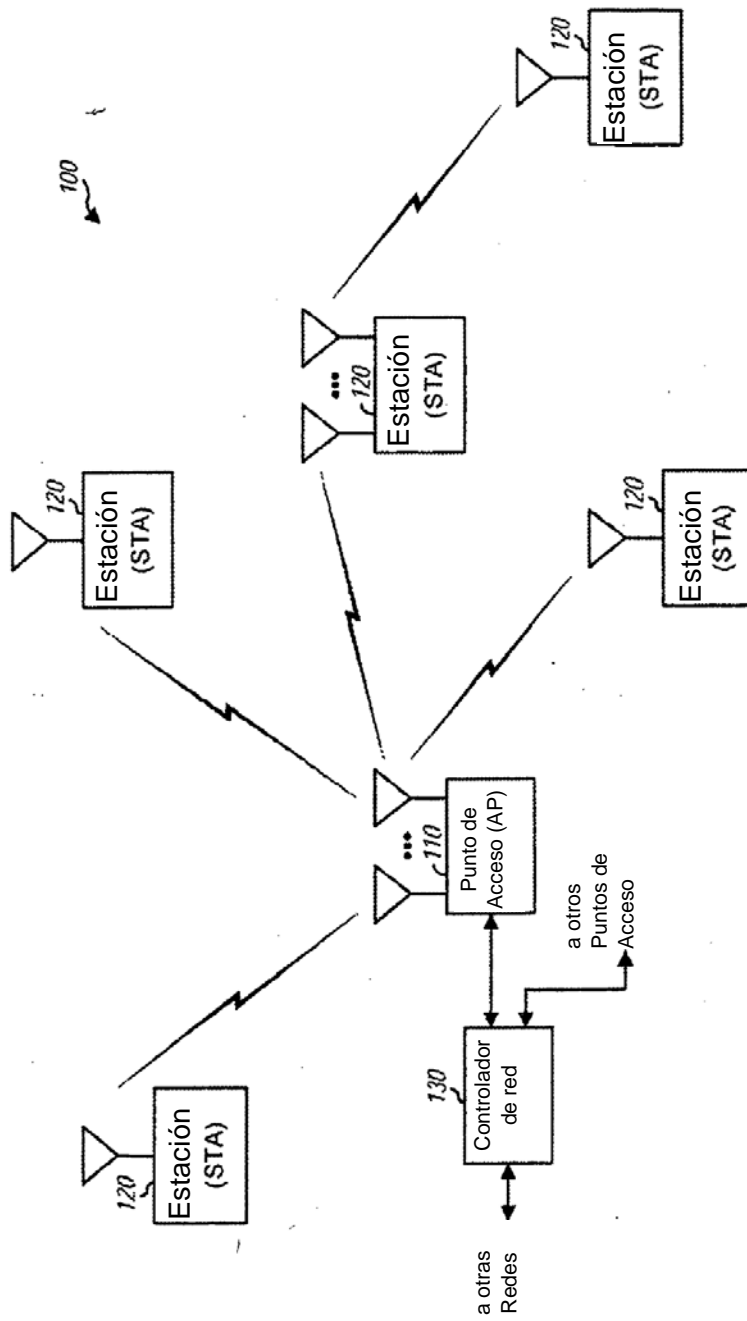 100
120
Estación
(STA)
120
Estación
(STA)
120
Estación
(STA)
110
Punto de
Acceso (AP)
130
Controlador
de red
a otras
Redes
a otros
Puntos de
Acceso
120
Estación
(STA)
120
Estación
(STA)